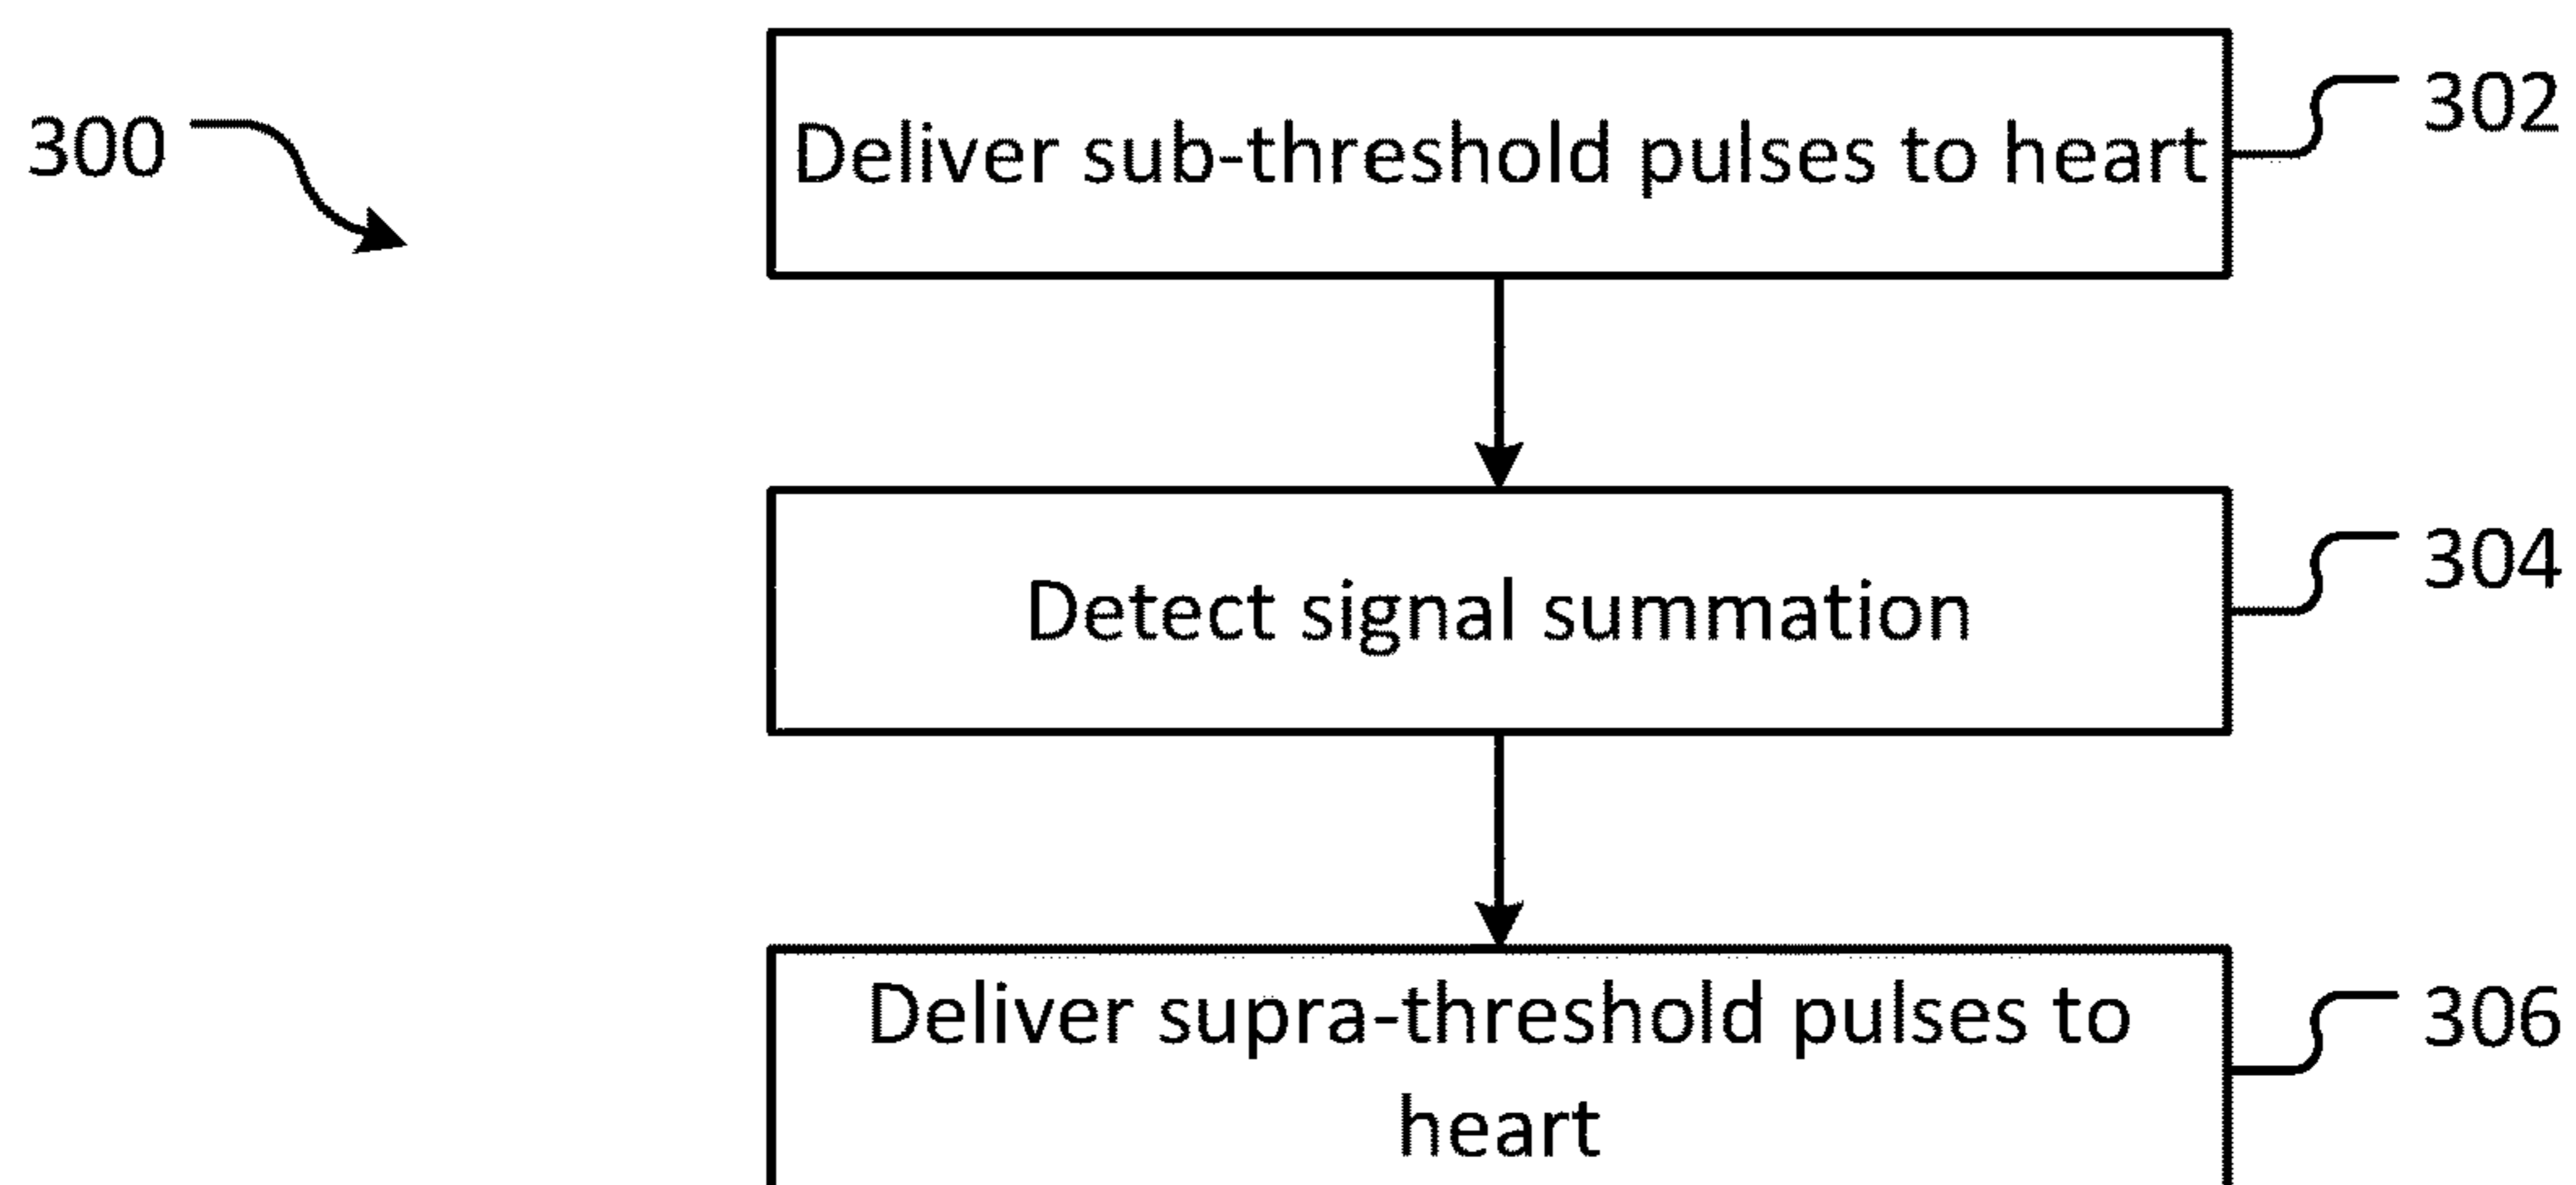 300
Deliver sub-threshold pulses to heart
302
Detect signal summation
304
Deliver supra-threshold pulses to
heart
306